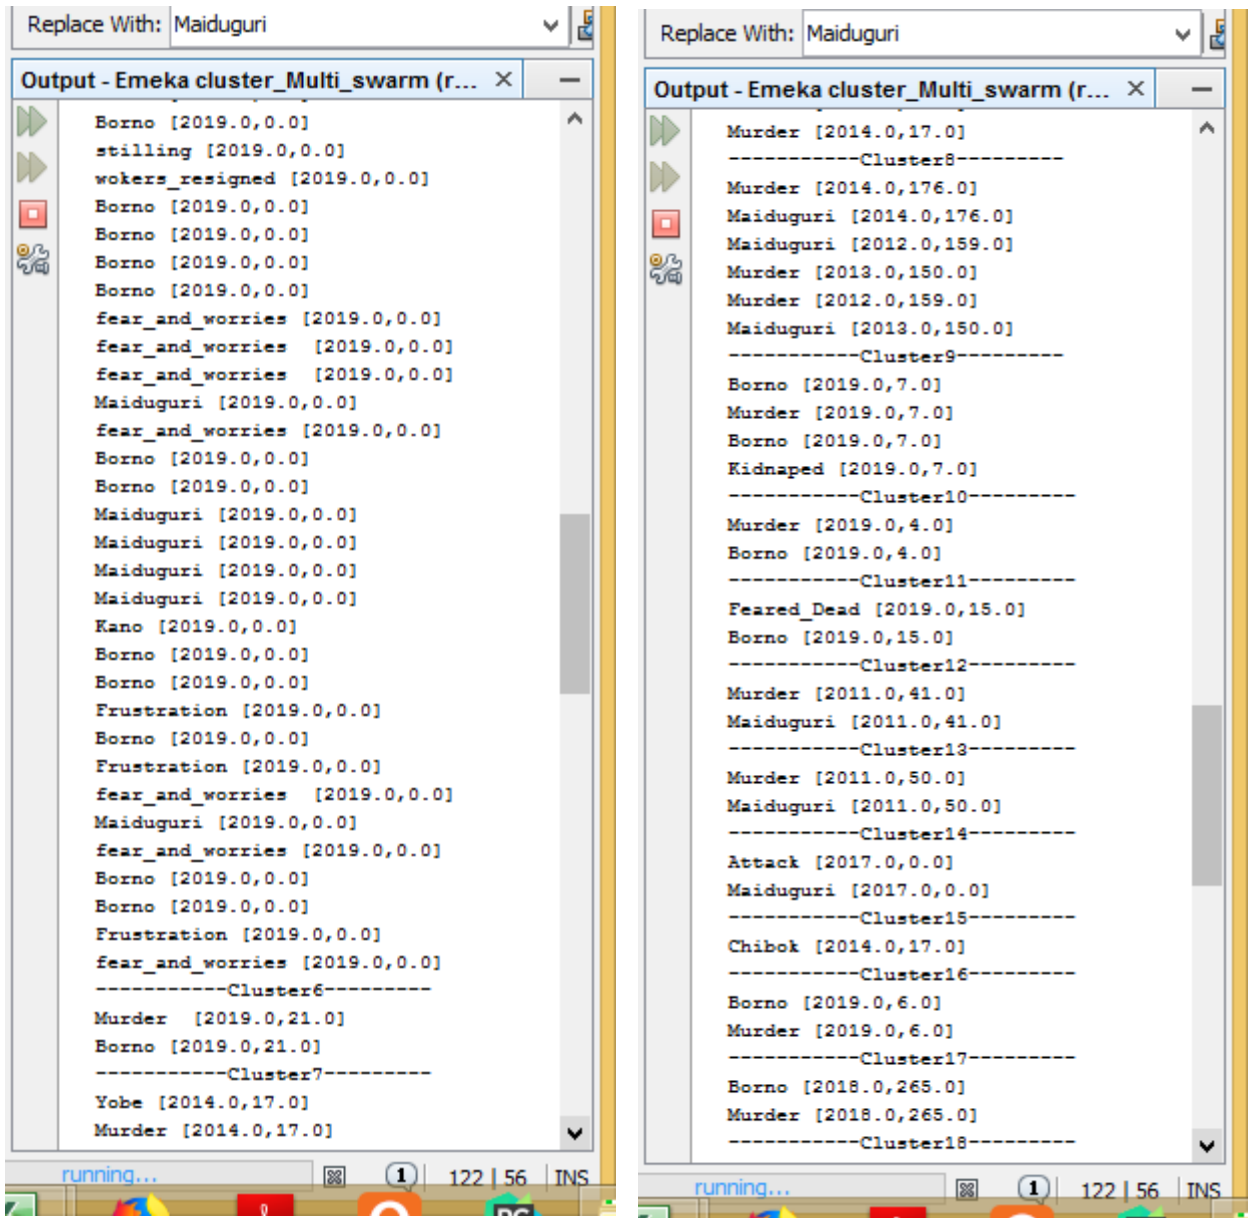 Replace With: Maiduguri
Output - Emeka cluster_Multi_swarm (r...
Borno [2019.0,0.0]
stilling [2019.0,0.0]
wokers_resigned [2019.0,0.0]
Borno [2019.0,0.0]
Borno [2019.0,0.0]
Borno [2019.0,0.0]
Borno [2019.0,0.0]
fear_and_worries [2019.0,0.0]
fear_and_worries  [2019.0,0.0]
fear_and_worries  [2019.0,0.0]
Maiduguri [2019.0,0.0]
fear_and_worries [2019.0,0.0]
Borno [2019.0,0.0]
Borno [2019.0,0.0]
Maiduguri [2019.0,0.0]
Maiduguri [2019.0,0.0]
Maiduguri [2019.0,0.0]
Maiduguri [2019.0,0.0]
Kano [2019.0,0.0]
Borno [2019.0,0.0]
Borno [2019.0,0.0]
Frustration [2019.0,0.0]
Borno [2019.0,0.0]
Frustration [2019.0,0.0]
fear_and_worries  [2019.0,0.0]
Maiduguri [2019.0,0.0]
fear_and_worries [2019.0,0.0]
Borno [2019.0,0.0]
Borno [2019.0,0.0]
Frustration [2019.0,0.0]
fear_and_worries [2019.0,0.0]
-----------Cluster6---------
Murder  [2019.0,21.0]
Borno [2019.0,21.0]
-----------Cluster7---------
Yobe [2014.0,17.0]
Murder [2014.0,17.0]
running... 1 122 | 56 INS
Replace With: Maiduguri
Output - Emeka cluster_Multi_swarm (r...
Murder [2014.0,17.0]
-----------Cluster8---------
Murder [2014.0,176.0]
Maiduguri [2014.0,176.0]
Maiduguri [2012.0,159.0]
Murder [2013.0,150.0]
Murder [2012.0,159.0]
Maiduguri [2013.0,150.0]
-----------Cluster9---------
Borno [2019.0,7.0]
Murder [2019.0,7.0]
Borno [2019.0,7.0]
Kidnaped [2019.0,7.0]
-----------Cluster10---------
Murder [2019.0,4.0]
Borno [2019.0,4.0]
-----------Cluster11---------
Feared_Dead [2019.0,15.0]
Borno [2019.0,15.0]
-----------Cluster12---------
Murder [2011.0,41.0]
Maiduguri [2011.0,41.0]
-----------Cluster13---------
Murder [2011.0,50.0]
Maiduguri [2011.0,50.0]
-----------Cluster14---------
Attack [2017.0,0.0]
Maiduguri [2017.0,0.0]
-----------Cluster15---------
Chibok [2014.0,17.0]
-----------Cluster16---------
Borno [2019.0,6.0]
Murder [2019.0,6.0]
-----------Cluster17---------
Borno [2018.0,265.0]
Murder [2018.0,265.0]
-----------Cluster18---------
running... 1 122 | 56 INS